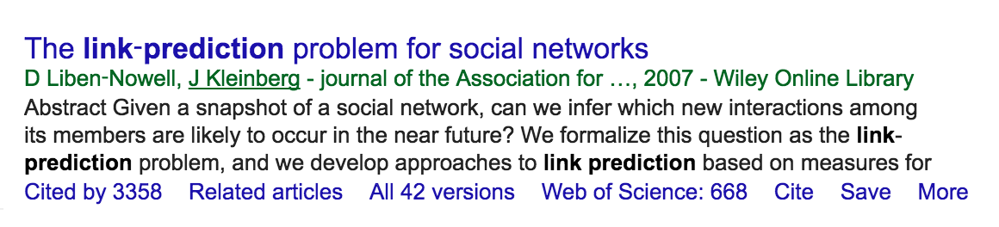 The link-prediction problem for social networks
D Liben-Nowell, J Kleinberg - journal of the Association for …, 2007 - Wiley Online Library
Abstract Given a snapshot of a social network, can we infer which new interactions among
its members are likely to occur in the near future? We formalize this question as the link-
prediction problem, and we develop approaches to link prediction based on measures for
Cited by 3358 Related articles All 42 versions Web of Science: 668 Cite Save More